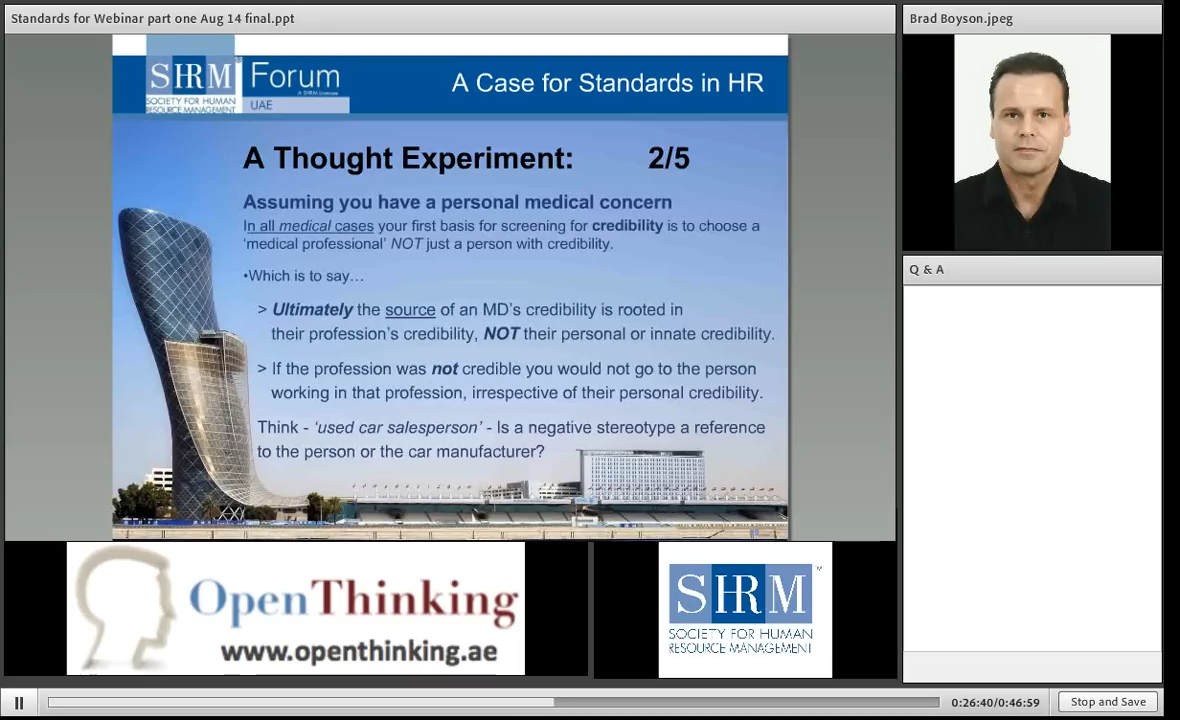 Standards for Webinar part one Aug 14 final.ppt
Brad Boyson.jpeg
SHRM
SOCIETY FOR HUMAN
RESOURCE MANAGEMENT
Forum
A SHRM Licensee
UAE
A Case for Standards in HR
A Thought Experiment: 2/5
Assuming you have a personal medical concern
In all medical cases your first basis for screening for credibility is to choose a
‘medical professional’ NOT just a person with credibility.
•Which is to say…
> Ultimately the source of an MD’s credibility is rooted in
their profession’s credibility, NOT their personal or innate credibility.
> If the profession was not credible you would not go to the person
working in that profession, irrespective of their personal credibility.
Think - ‘used car salesperson’ - Is a negative stereotype a reference
to the person or the car manufacturer?
Q & A
OpenThinking
www.openthinking.ae
SHRM™
SOCIETY FOR HUMAN
RESOURCE MANAGEMENT
0:26:40/0:46:59
Stop and Save